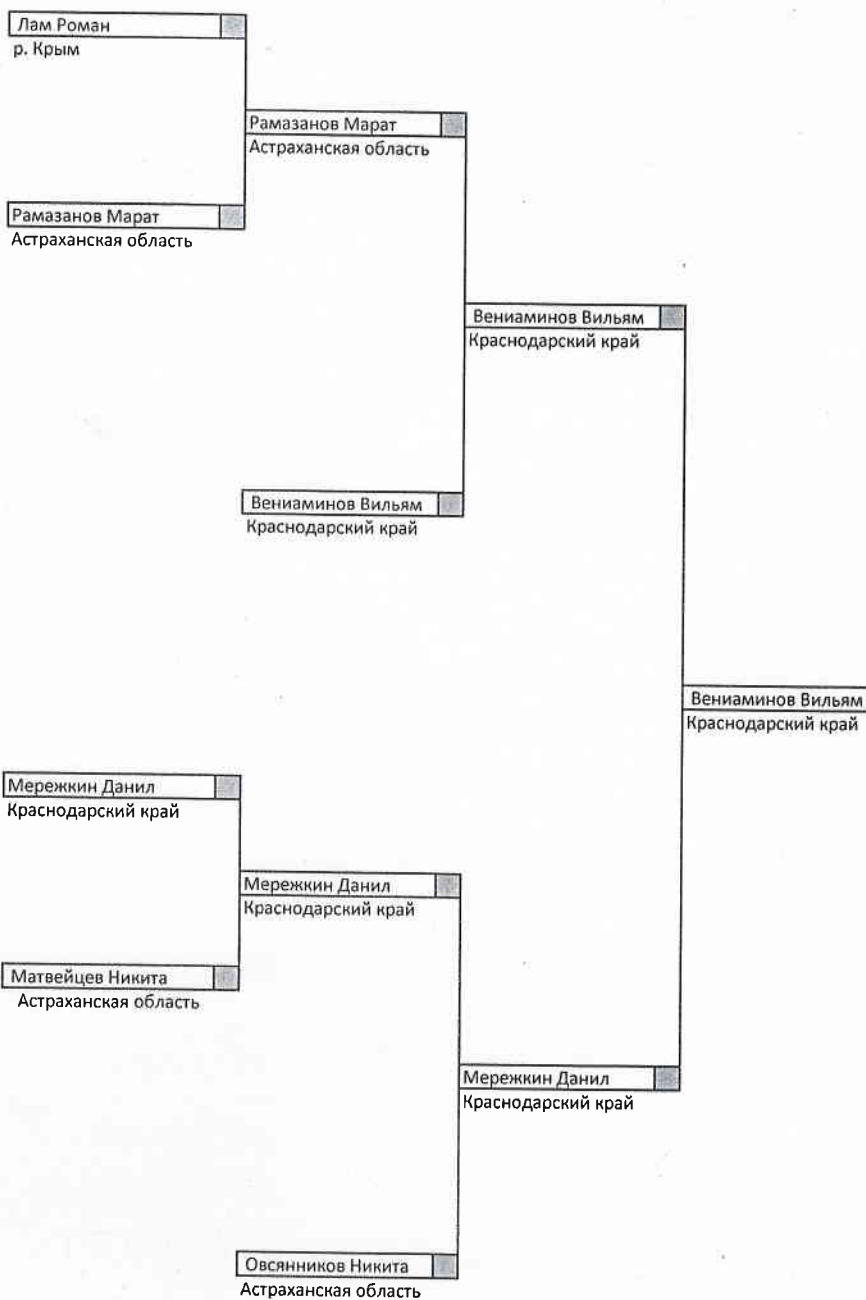 Лам Роман
р. Крым
Рамазанов Марат
Астраханская область
Рамазанов Марат
Астраханская область
Вениаминов Вильям
Краснодарский край
Вениаминов Вильям
Краснодарский край
Вениаминов Вильям
Краснодарский край
Мережкин Данил
Краснодарский край
Мережкин Данил
Краснодарский край
Матвейцев Никита
Астраханская область
Мережкин Данил
Краснодарский край
Овсянников Никита
Астраханская область